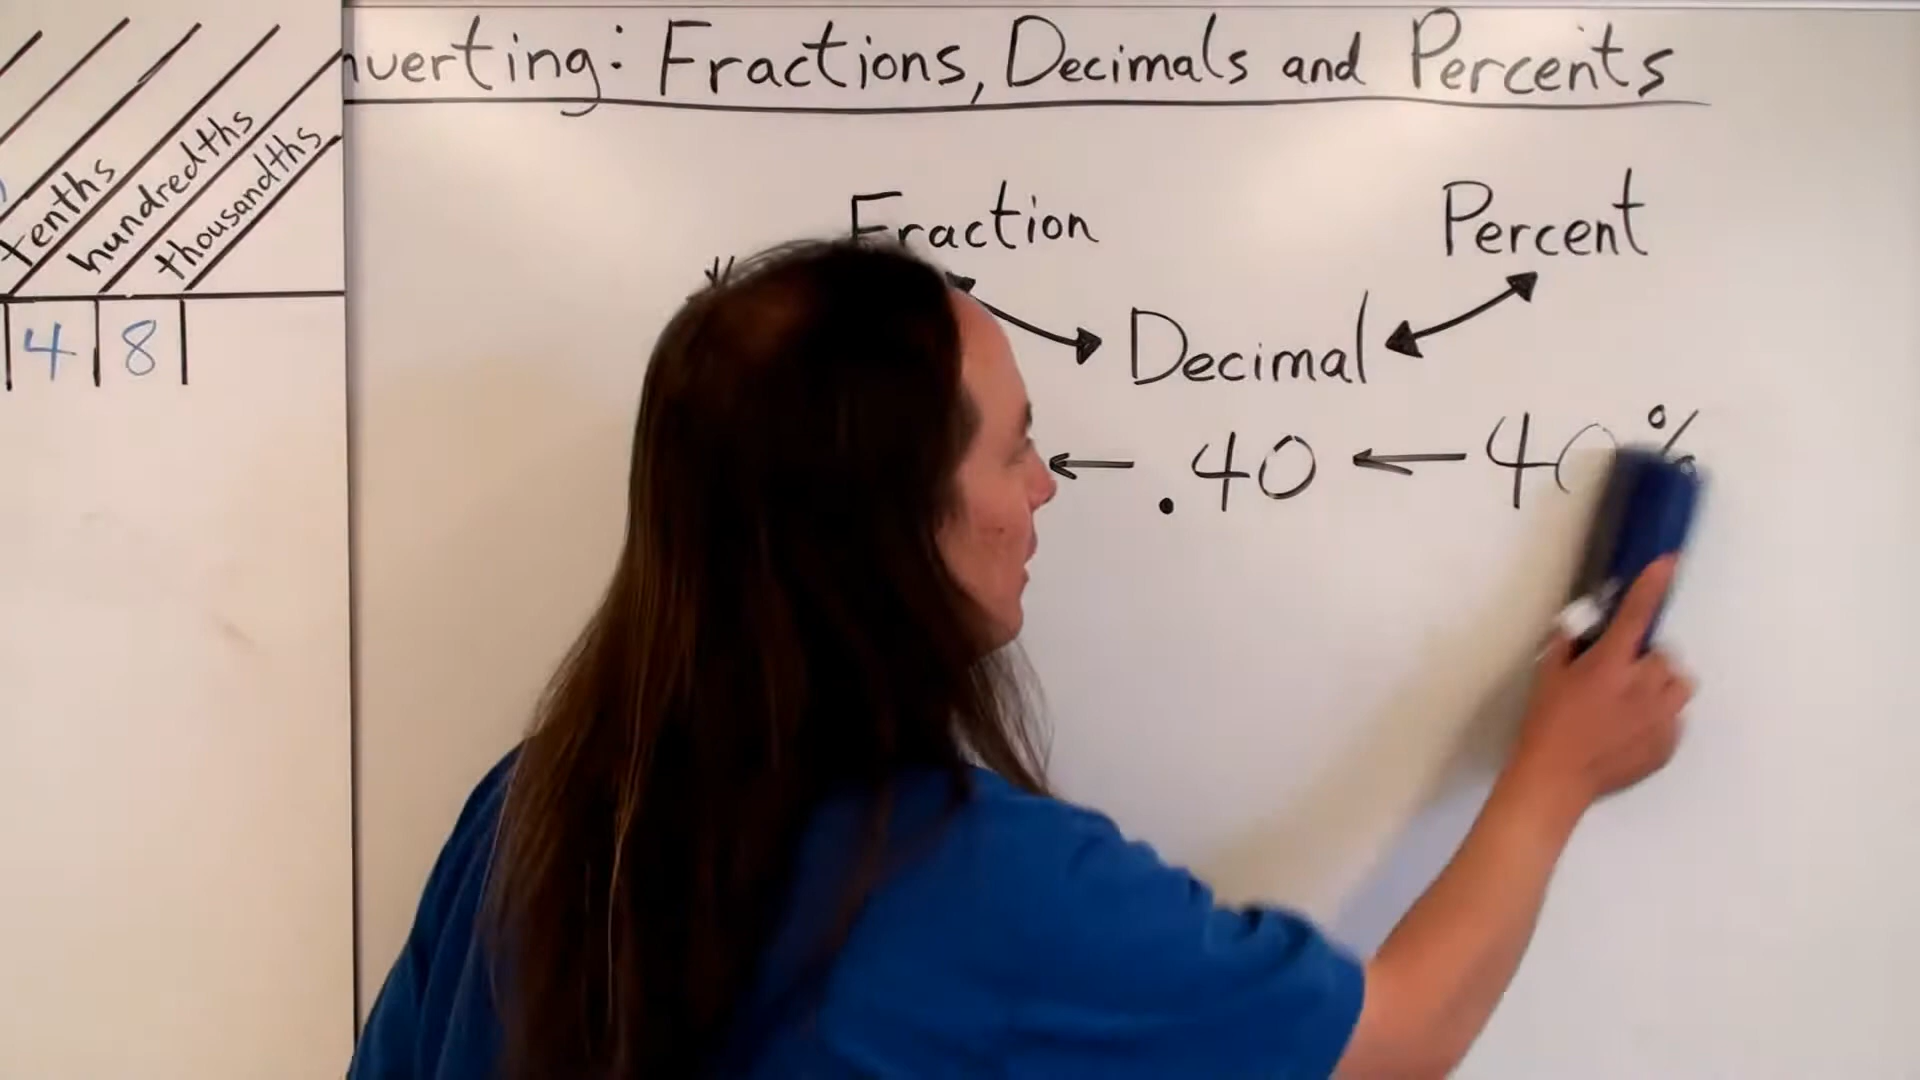 nverting: Fractions, Decimals and Percents
tenths
hundredths
thousandths
4 8
Fraction
Percent
Decimal
.40 40%